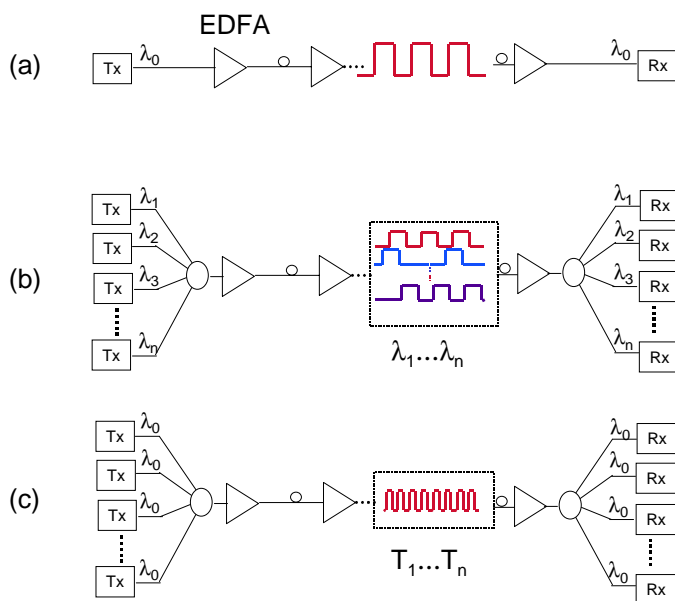 EDFA
(a) Tx λ0 Rx λ0
(b)
Tx λ1 λ1 Rx
Tx λ2 λ2 Rx
Tx λ3 λ3 Rx
Tx λn λn Rx
λ1...λn
(c)
Tx λ0 λ0 Rx
Tx λ0 λ0 Rx
Tx λ0 λ0 Rx
Tx λ0 λ0 Rx
T1...Tn